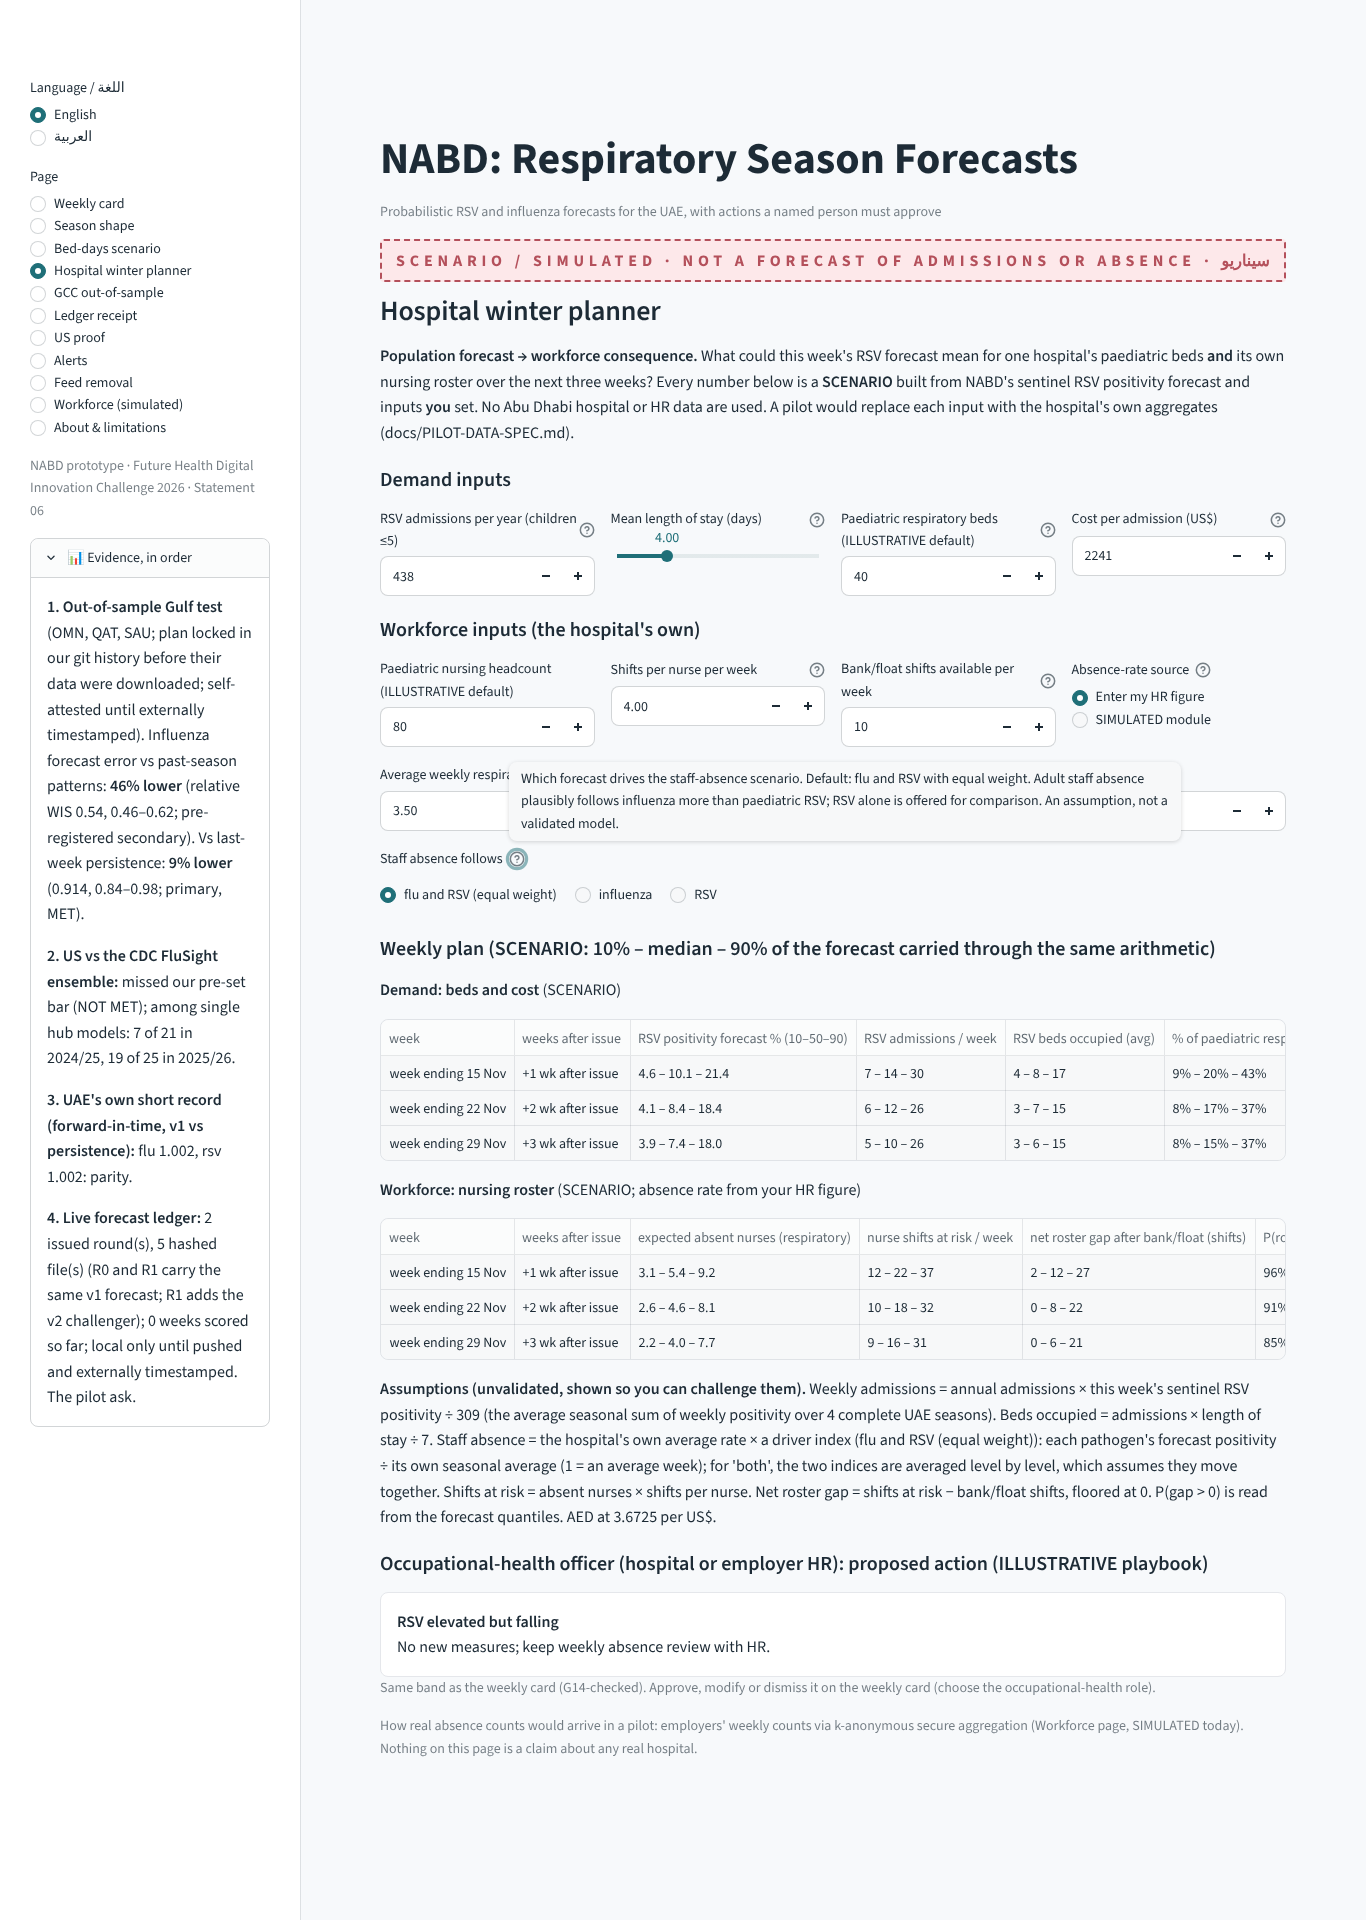 Language / اللغة
English
العربية
Page
Weekly card
Season shape
Bed-days scenario
Hospital winter planner
GCC out-of-sample
Ledger receipt
US proof
Alerts
Feed removal
Workforce (simulated)
About & limitations
NABD prototype · Future Health Digital
Innovation Challenge 2026 · Statement
06
📊 Evidence, in order
1. Out-of-sample Gulf test
(OMN, QAT, SAU; plan locked in
our git history before their
data were downloaded; self-
attested until externally
timestamped). Influenza
forecast error vs past-season
patterns: 46% lower (relative
WIS 0.54, 0.46–0.62; pre-
registered secondary). Vs last-
week persistence: 9% lower
(0.914, 0.84–0.98; primary,
MET).
2. US vs the CDC FluSight
ensemble: missed our pre-set
bar (NOT MET); among single
hub models: 7 of 21 in
2024/25, 19 of 25 in 2025/26.
3. UAE's own short record
(forward-in-time, v1 vs
persistence): flu 1.002, rsv
1.002: parity.
4. Live forecast ledger: 2
issued round(s), 5 hashed
file(s) (R0 and R1 carry the
same v1 forecast; R1 adds the
v2 challenger); 0 weeks scored
so far; local only until pushed
and externally timestamped.
The pilot ask.
NABD: Respiratory Season Forecasts
Probabilistic RSV and influenza forecasts for the UAE, with actions a named person must approve
SCENARIO / SIMULATED · NOT A FORECAST OF ADMISSIONS OR ABSENCE · سيناريو
Hospital winter planner
Population forecast → workforce consequence. What could this week's RSV forecast mean for one hospital's paediatric beds and its own
nursing roster over the next three weeks? Every number below is a SCENARIO built from NABD's sentinel RSV positivity forecast and
inputs you set. No Abu Dhabi hospital or HR data are used. A pilot would replace each input with the hospital's own aggregates
(docs/PILOT-DATA-SPEC.md).
Demand inputs
RSV admissions per year (children
≤5)
438
Mean length of stay (days)
4.00
Paediatric respiratory beds
(ILLUSTRATIVE default)
40
Cost per admission (US$)
2241
Workforce inputs (the hospital's own)
Paediatric nursing headcount
(ILLUSTRATIVE default)
80
Shifts per nurse per week
4.00
Bank/float shifts available per
week
10
Absence-rate source
Enter my HR figure
SIMULATED module
Average weekly respira
3.50
Which forecast drives the staff-absence scenario. Default: flu and RSV with equal weight. Adult staff absence
plausibly follows influenza more than paediatric RSV; RSV alone is offered for comparison. An assumption, not a
validated model.
Staff absence follows
flu and RSV (equal weight) influenza RSV
Weekly plan (SCENARIO: 10% – median – 90% of the forecast carried through the same arithmetic)
Demand: beds and cost (SCENARIO)
week weeks after issue RSV positivity forecast % (10–50–90) RSV admissions / week RSV beds occupied (avg) % of paediatric resp
week ending 15 Nov +1 wk after issue 4.6 – 10.1 – 21.4 7 – 14 – 30 4 – 8 – 17 9% – 20% – 43%
week ending 22 Nov +2 wk after issue 4.1 – 8.4 – 18.4 6 – 12 – 26 3 – 7 – 15 8% – 17% – 37%
week ending 29 Nov +3 wk after issue 3.9 – 7.4 – 18.0 5 – 10 – 26 3 – 6 – 15 8% – 15% – 37%
Workforce: nursing roster (SCENARIO; absence rate from your HR figure)
week weeks after issue expected absent nurses (respiratory) nurse shifts at risk / week net roster gap after bank/float (shifts) P(ro
week ending 15 Nov +1 wk after issue 3.1 – 5.4 – 9.2 12 – 22 – 37 2 – 12 – 27 96%
week ending 22 Nov +2 wk after issue 2.6 – 4.6 – 8.1 10 – 18 – 32 0 – 8 – 22 91%
week ending 29 Nov +3 wk after issue 2.2 – 4.0 – 7.7 9 – 16 – 31 0 – 6 – 21 85%
Assumptions (unvalidated, shown so you can challenge them). Weekly admissions = annual admissions × this week's sentinel RSV
positivity ÷ 309 (the average seasonal sum of weekly positivity over 4 complete UAE seasons). Beds occupied = admissions × length of
stay ÷ 7. Staff absence = the hospital's own average rate × a driver index (flu and RSV (equal weight)): each pathogen's forecast positivity
÷ its own seasonal average (1 = an average week); for 'both', the two indices are averaged level by level, which assumes they move
together. Shifts at risk = absent nurses × shifts per nurse. Net roster gap = shifts at risk − bank/float shifts, floored at 0. P(gap > 0) is read
from the forecast quantiles. AED at 3.6725 per US$.
Occupational-health officer (hospital or employer HR): proposed action (ILLUSTRATIVE playbook)
RSV elevated but falling
No new measures; keep weekly absence review with HR.
Same band as the weekly card (G14-checked). Approve, modify or dismiss it on the weekly card (choose the occupational-health role).
How real absence counts would arrive in a pilot: employers' weekly counts via k-anonymous secure aggregation (Workforce page, SIMULATED today).
Nothing on this page is a claim about any real hospital.